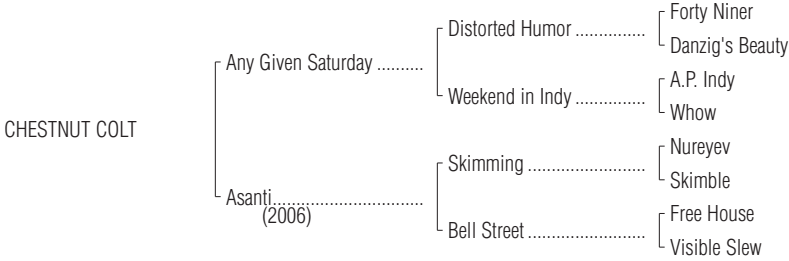 Forty Niner
Distorted Humor ...............
Danzig's Beauty
Any Given Saturday ..........
A.P. Indy
Weekend in Indy ...............
Whow
CHESTNUT COLT
Nureyev
Skimming .........................
Skimble
Asanti................................
(2006)
Free House
Bell Street .........................
Visible Slew